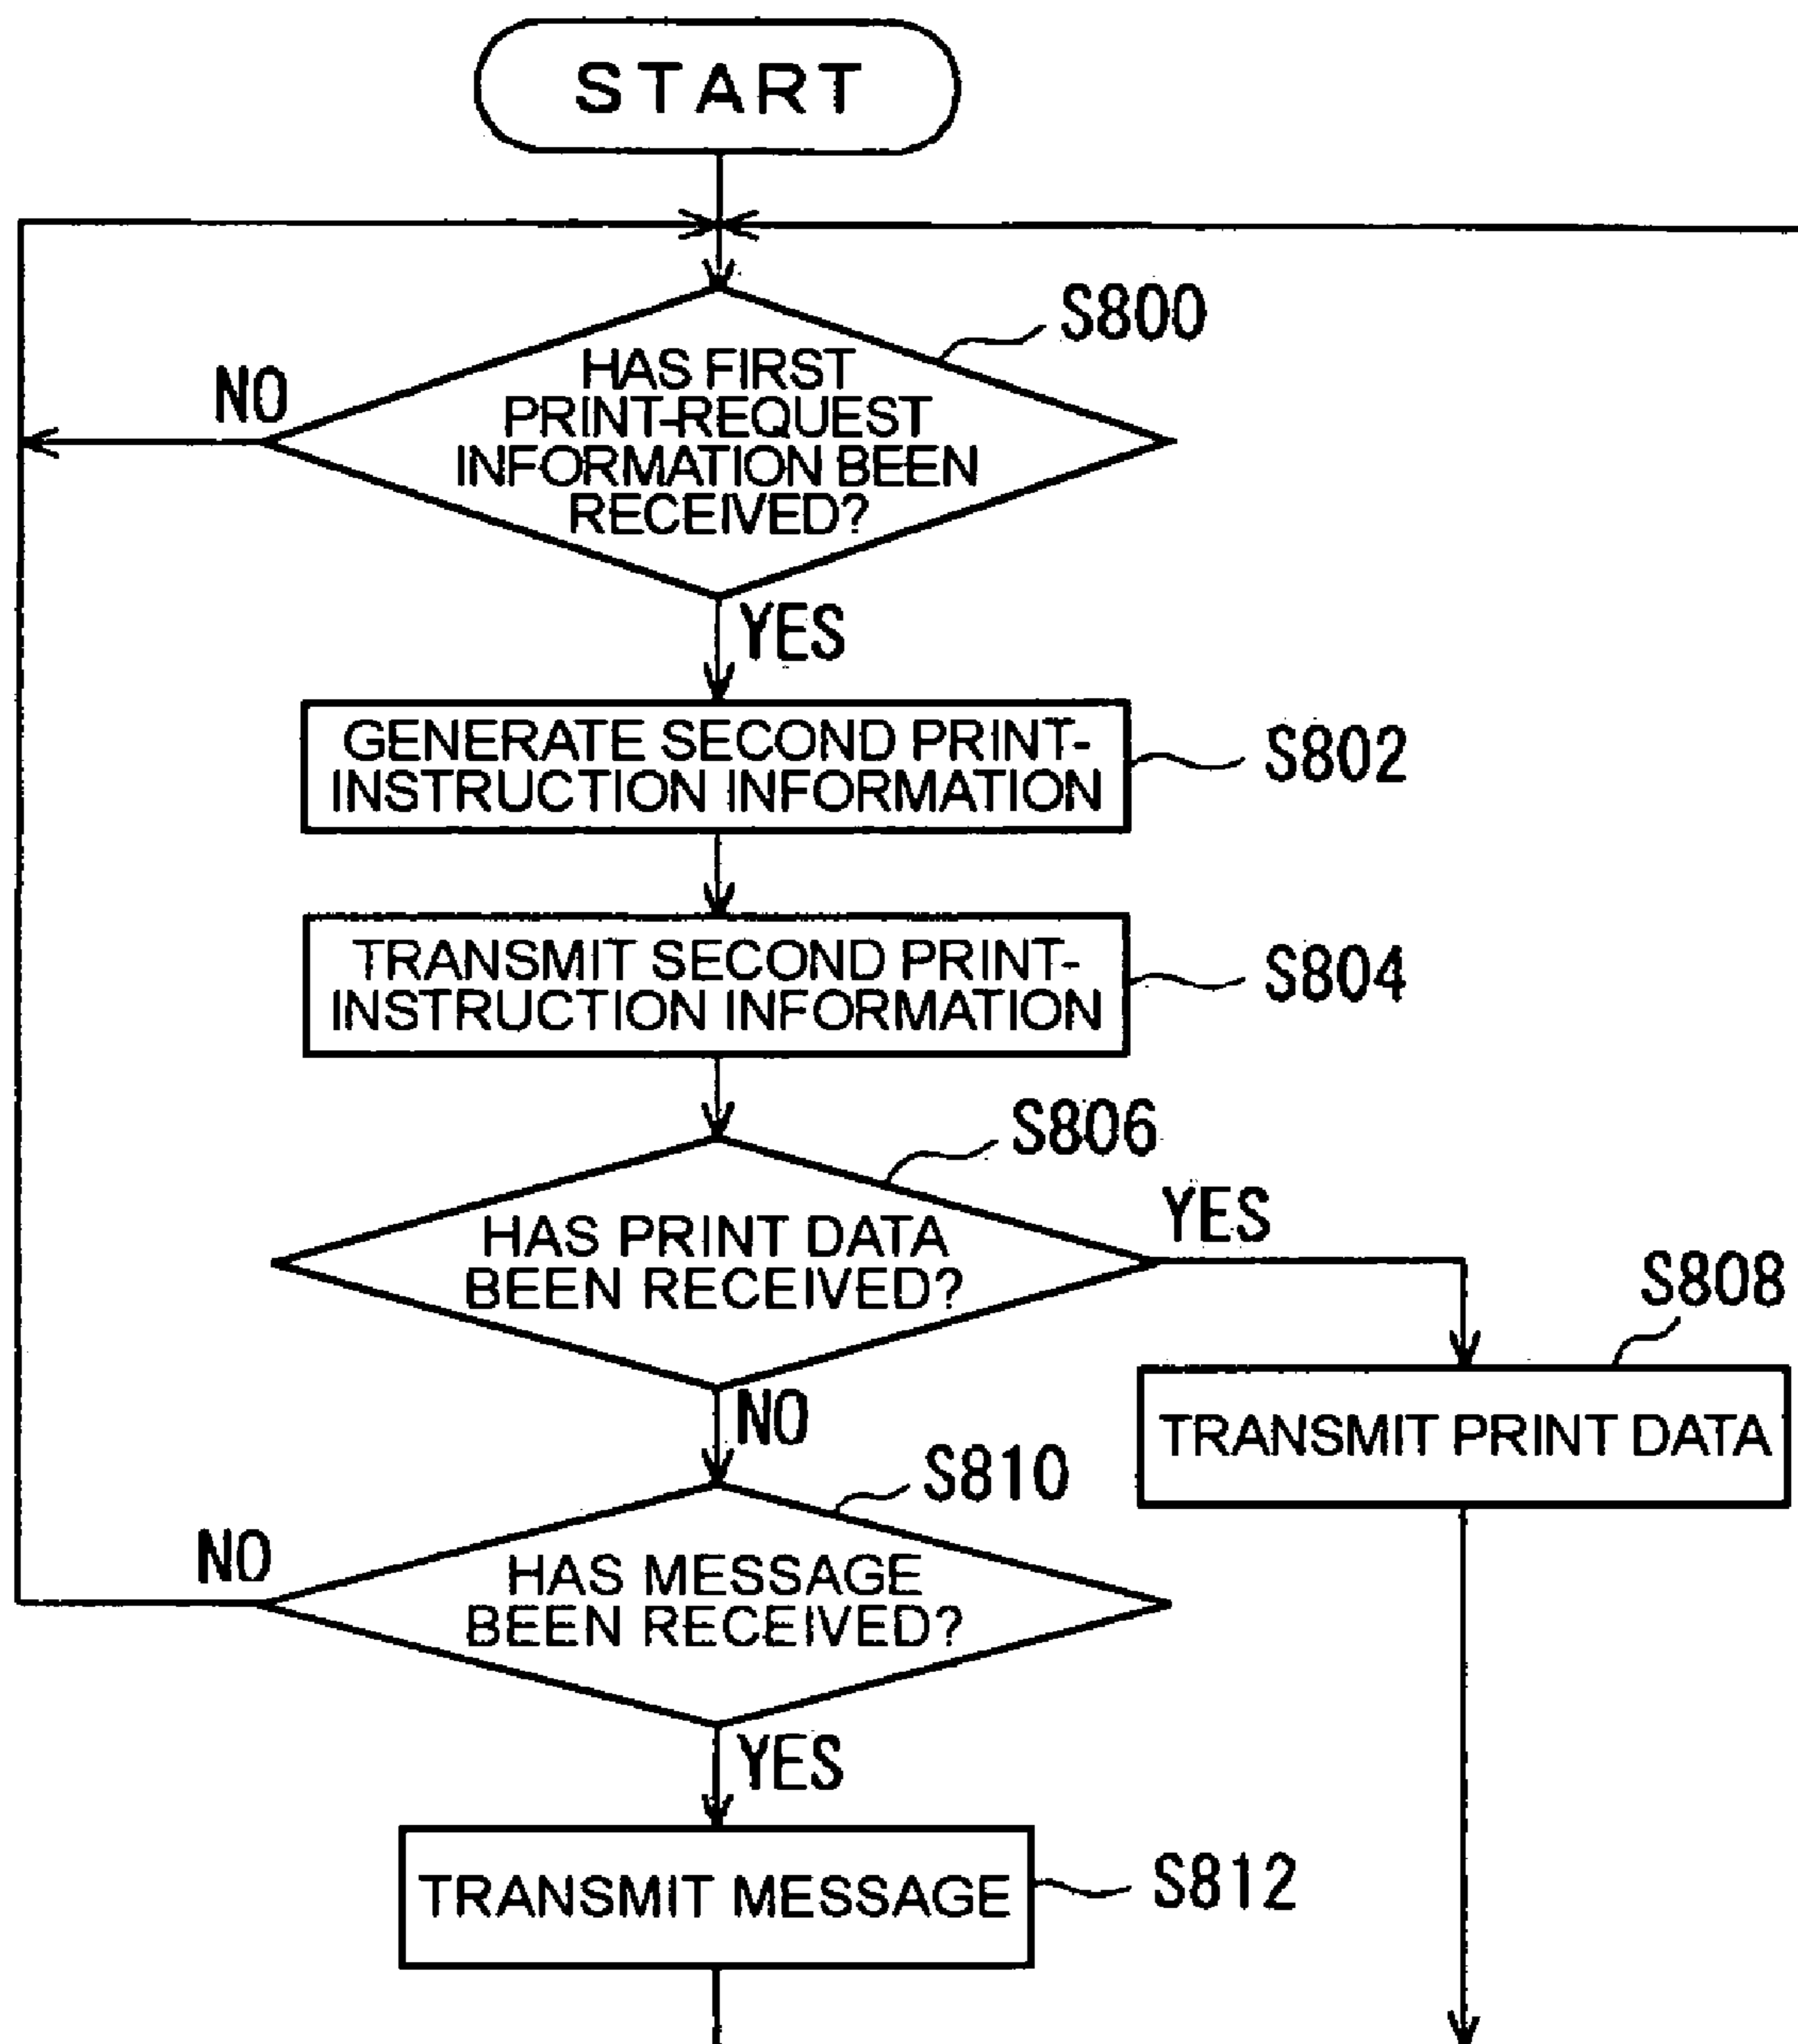 START
S800
NO
HAS FIRST
PRINT-REQUEST
INFORMATION BEEN
RECEIVED?
YES
GENERATE SECOND PRINT-
INSTRUCTION INFORMATION
S802
TRANSMIT SECOND PRINT-
INSTRUCTION INFORMATION
S804
S806
HAS PRINT DATA
BEEN RECEIVED?
YES
S808
TRANSMIT PRINT DATA
NO
S810
NO
HAS MESSAGE
BEEN RECEIVED?
YES
TRANSMIT MESSAGE
S812